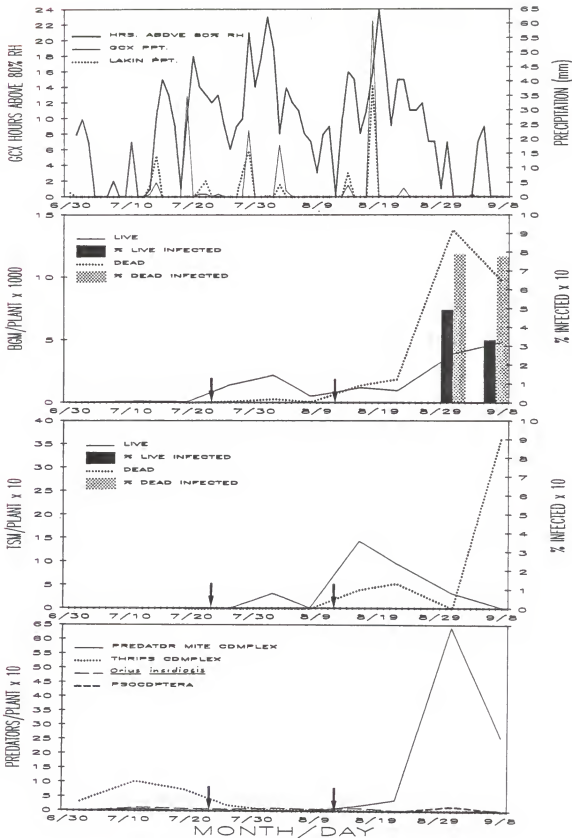 GCX HOURS ABOVE 80% RH
24
22
19
17
14
12
10
7
5
2
0
HRS. ABOVE 80% RH
GCX PPT.
LAKIN PPT.
65
60
55
50
45
40
35
30
25
20
15
10
5
0
PRECIPITATION (mm)
6/30 7/10 7/20 7/30 8/9 8/19 8/29 9/8
BGM/PLANT x 1000
15
10
5
0
LIVE
% LIVE INFECTED
DEAD
% DEAD INFECTED
10
9
8
7
6
5
4
3
2
1
0
% INFECTED x 10
6/30 7/10 7/20 7/30 8/9 8/19 8/29 9/8
TSM/PLANT x 10
40
35
30
25
20
15
10
5
0
LIVE
% LIVE INFECTED
DEAD
% DEAD INFECTED
10
9
8
7
6
5
4
3
2
1
0
% INFECTED x 10
6/30 7/10 7/20 7/30 8/9 8/19 8/29 9/8
PREDATORS/PLANT x 10
65
60
55
50
45
40
35
30
25
20
15
10
5
0
PREDATOR MITE COMPLEX
THRIPS COMPLEX
Orius insidiosis
PSOCOPTERA
6/30 7/10 7/20 7/30 8/9 8/19 8/29 9/8
MONTH/DAY